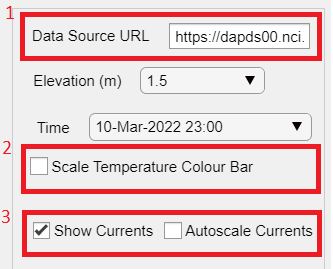 1
Data Source URL https://dapds00.nci.
Elevation (m) 1.5
Time 10-Mar-2022 23:00
2
Scale Temperature Colour Bar
3
Show Currents Autoscale Currents